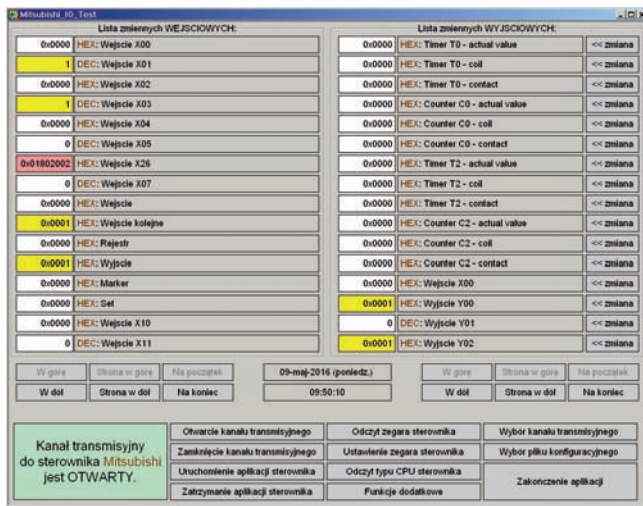 Mitsubishi_IO_Test
Lista zmiennych WEJSCIOWYCH:
0x0000 HEX: Wejscie X00
1 DEC: Wejscie X01
0x0000 HEX: Wejscie X02
1 DEC: Wejscie X03
0x0000 HEX: Wejscie X04
0 DEC: Wejscie X05
0x01802002 HEX: Wejscie X26
0 DEC: Wejscie X07
0x0000 HEX: Wejscie
0x0001 HEX: Wejscie kolejne
0x0000 HEX: Rejestr
0x0001 HEX: Wyjscie
0x0000 HEX: Marker
0x0000 HEX: Set
0x0000 HEX: Wejscie X10
0 DEC: Wejscie X11
Lista zmiennych WYJSCIOWYCH:
0x0000 HEX: Timer T0 - actual value << zmiana
0x0000 HEX: Timer T0 - coil << zmiana
0x0000 HEX: Timer T0 - contact << zmiana
0x0000 HEX: Counter C0 - actual value << zmiana
0x0000 HEX: Counter C0 - coil << zmiana
0x0000 HEX: Counter C0 - contact << zmiana
0x0000 HEX: Timer T2 - actual value << zmiana
0x0000 HEX: Timer T2 - coil << zmiana
0x0000 HEX: Timer T2 - contact << zmiana
0x0000 HEX: Counter C2 - actual value << zmiana
0x0000 HEX: Counter C2 - coil << zmiana
0x0000 HEX: Counter C2 - contact << zmiana
0x0000 HEX: Wejscie X00 << zmiana
0x0001 HEX: Wyjscie Y00 << zmiana
0 DEC: Wyjscie Y01 << zmiana
0x0001 HEX: Wyjscie Y02 << zmiana
W górę Strona w górę Na początek 09-maj-2016 (poniedz.) W górę Strona w górę Na początek
W dół Strona w dół Na koniec 09:50:10 W dół Strona w dół Na koniec
Kanał transmisyjny
do sterownika Mitsubishi
jest OTWARTY.
Otwarcie kanału transmisyjnego Odczyt zegara sterownika Wybór kanału transmisyjnego
Zamknięcie kanału transmisyjnego Ustawienie zegara sterownika Wybór pliku konfiguracyjnego
Uruchomienie aplikacji sterownika Odczyt typu CPU sterownika Zakończenie aplikacji
Zatrzymanie aplikacji sterownika Funkcje dodatkowe